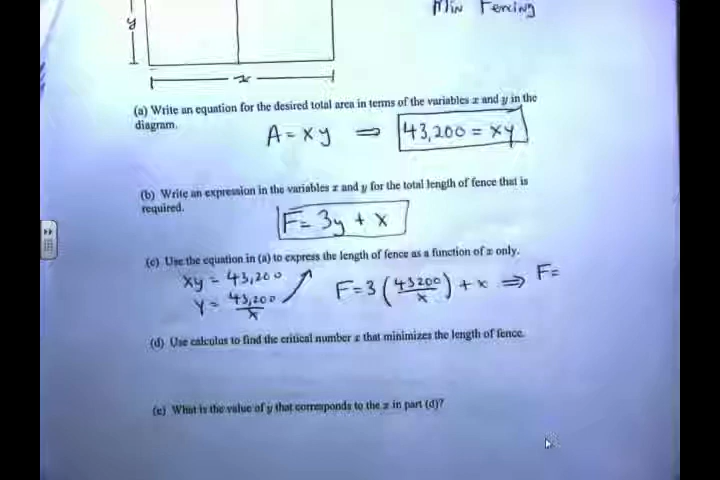 Min Fencing
y
x
(a) Write an equation for the desired total area in terms of the variables x and y in the
diagram.
A = xy ⇒ 43,200 = xy
(b) Write an expression in the variables x and y for the total length of fence that is
required.
F = 3y + x
(c) Use the equation in (a) to express the length of fence as a function of x only.
xy = 43,200
y = 43,200/x
F = 3(43200/x) + x ⇒ F =
(d) Use calculus to find the critical number x that minimizes the length of fence.
(e) What is the value of y that corresponds to the x in part (d)?